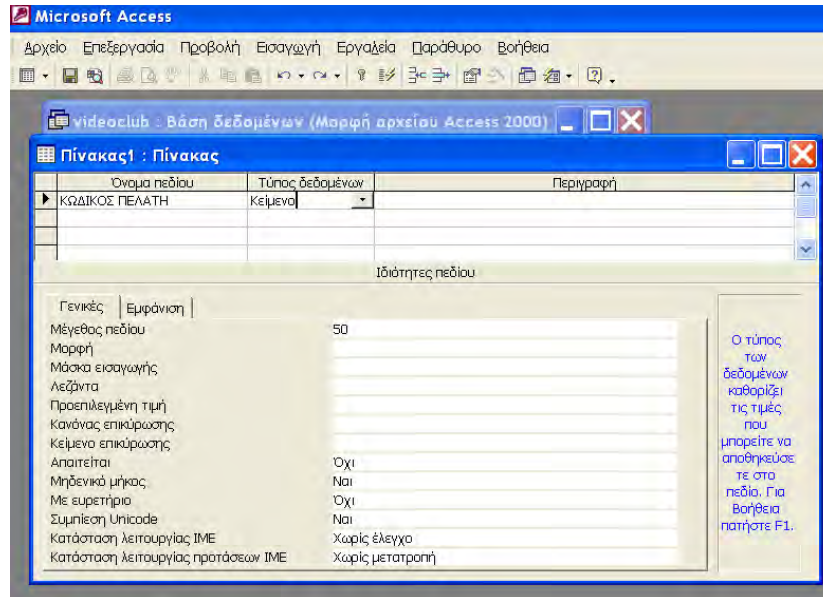 Microsoft Access
Αρχείο Επεξεργασία Προβολή Εισαγωγή Εργαλεία Παράθυρο Βοήθεια
videoclub : Βάση δεδομένων (Μορφή αρχείου Access 2000)
Πίνακας1 : Πίνακας
Όνομα πεδίου Τύπος δεδομένων Περιγραφή
ΚΩΔΙΚΟΣ ΠΕΛΑΤΗ Κείμενο
Ιδιότητες πεδίου
Γενικές Εμφάνιση
Μέγεθος πεδίου 50
Μορφή
Μάσκα εισαγωγής
Λεζάντα
Προεπιλεγμένη τιμή
Κανόνας επικύρωσης
Κείμενο επικύρωσης
Απαιτείται Όχι
Μηδενικό μήκος Ναι
Με ευρετήριο Όχι
Συμπίεση Unicode Ναι
Κατάσταση λειτουργίας IME Χωρίς έλεγχο
Κατάσταση λειτουργίας προτάσεων IME Χωρίς μετατροπή
Ο τύπος
των
δεδομένων
καθορίζει
τις τιμές
που
μπορείτε να
αποθηκεύσε
τε στο
πεδίο. Για
Βοήθεια
πατήστε F1.